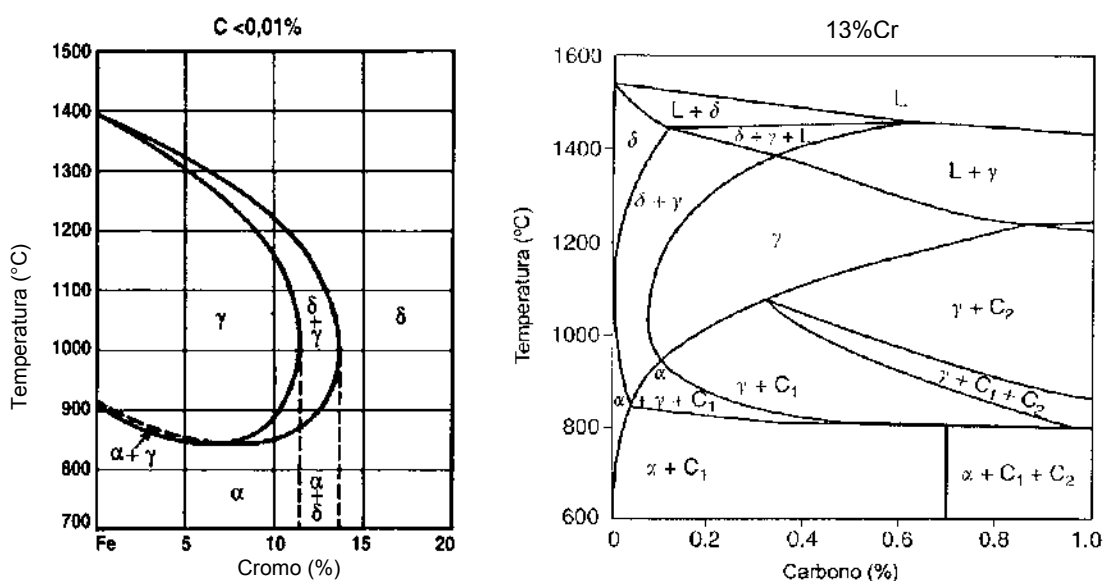 C <0,01%
1500
1400
1300
1200
1100
1000
900
800
700
Temperatura (°C)
γ
δ + γ
δ
α + γ
α
α + δ
Fe
5
10
15
20
Cromo (%)
13%Cr
1600
1400
1200
1000
800
600
Temperatura (ºC)
L
L + δ
δ
δ + γ + L
L + γ
δ + γ
γ
γ + C₂
α
γ + C₁
γ + C₁ + C₂
α + γ + C₁
α + C₁
α + C₁ + C₂
0
0.2
0.4
0.6
0.8
1.0
Carbono (%)